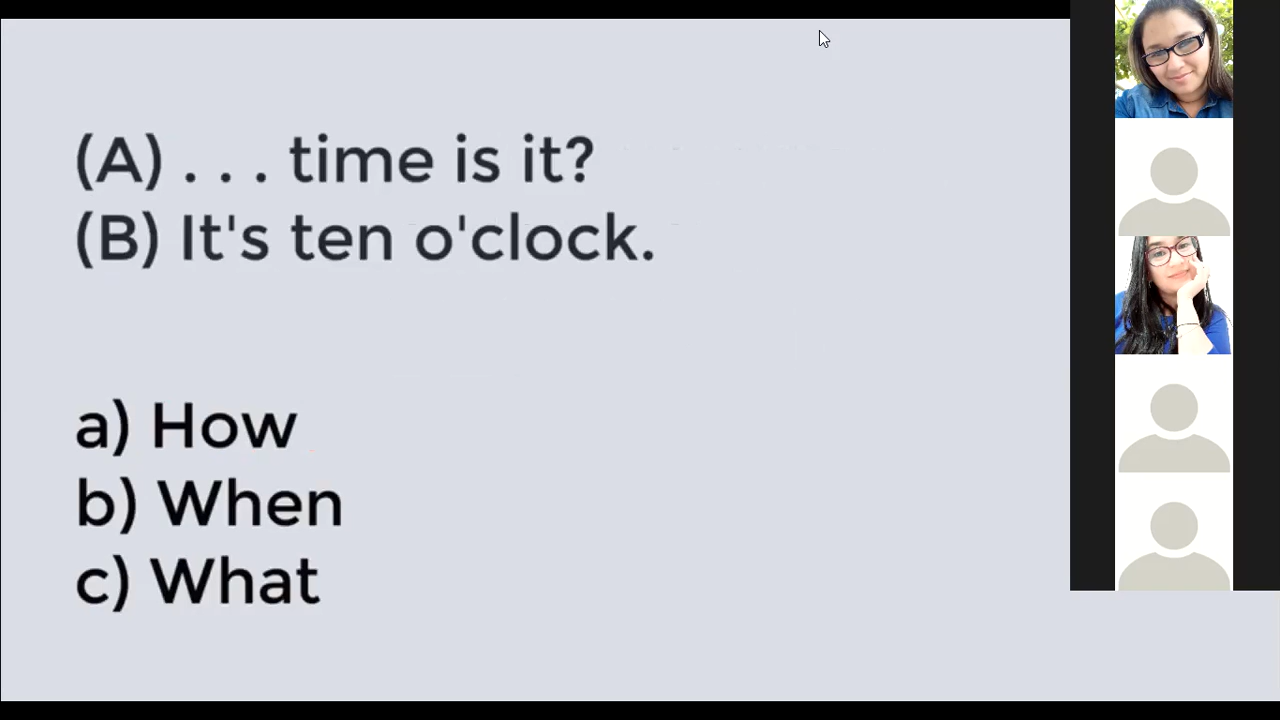 (A) . . . time is it?
(B) It's ten o'clock.
a) How
b) When
c) What